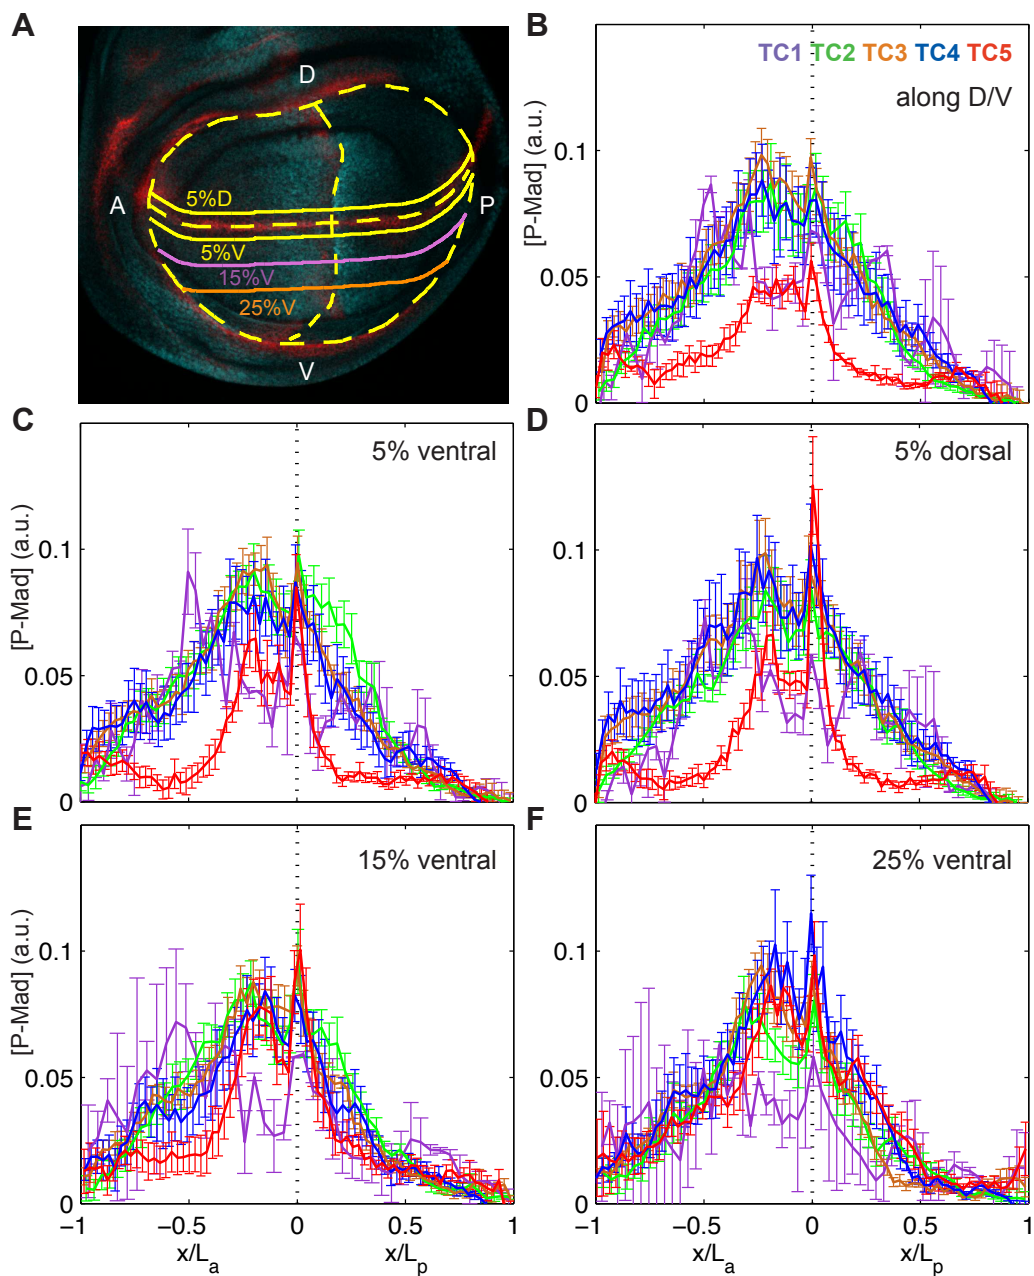 A
D
A
P
5%D
5%V
15%V
25%V
V
B
TC1 TC2 TC3 TC4 TC5
along D/V
[P-Mad] (a.u.)
0.1
0.05
0
C
5% ventral
[P-Mad] (a.u.)
0.1
0.05
0
D
5% dorsal
0.1
0.05
0
E
15% ventral
[P-Mad] (a.u.)
0.1
0.05
0
−1 −0.5 0 0.5 1
x/La x/Lp
F
25% ventral
0.1
0.05
0
−1 −0.5 0 0.5 1
x/La x/Lp